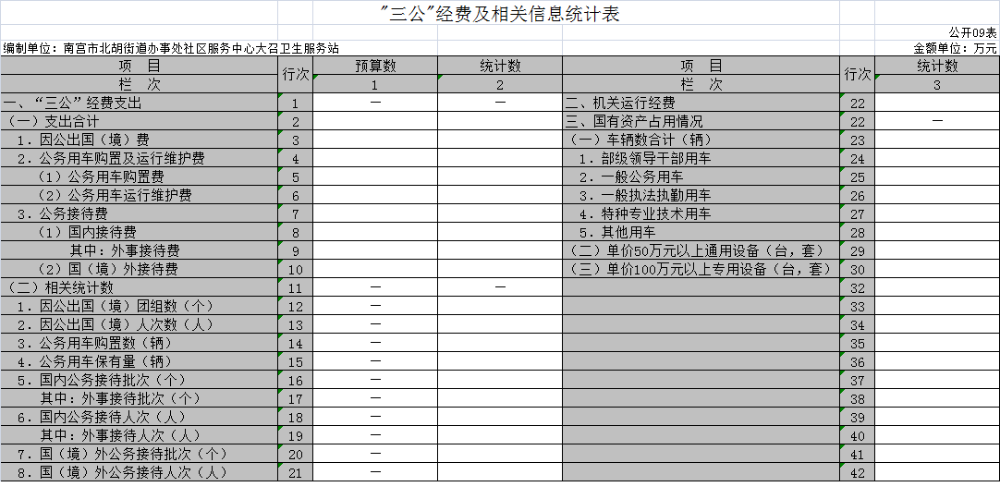 "三公"经费及相关信息统计表
公开09表
编制单位：南宫市北胡街道办事处社区服务中心大召卫生服务站 金额单位：万元
项 目 行次 预算数 统计数 项 目 行次 统计数
栏 次 1 2 栏 次 3
一、“三公”经费支出 1 — — 二、机关运行经费 22
（一）支出合计 2 三、国有资产占用情况 22 —
1．因公出国（境）费 3 （一）车辆数合计（辆） 23
2．公务用车购置及运行维护费 4 1．部级领导干部用车 24
（1）公务用车购置费 5 2．一般公务用车 25
（2）公务用车运行维护费 6 3．一般执法执勤用车 26
3．公务接待费 7 4．特种专业技术用车 27
（1）国内接待费 8 5．其他用车 28
其中：外事接待费 9 （二）单价50万元以上通用设备（台，套） 29
（2）国（境）外接待费 10 （三）单价100万元以上专用设备（台，套） 30
（二）相关统计数 11 — — 32
1．因公出国（境）团组数（个） 12 — 33
2．因公出国（境）人次数（人） 13 — 34
3．公务用车购置数（辆） 14 — 35
4．公务用车保有量（辆） 15 — 36
5．国内公务接待批次（个） 16 — 37
其中：外事接待批次（个） 17 — 38
6．国内公务接待人次（人） 18 — 39
其中：外事接待人次（人） 19 — 40
7．国（境）外公务接待批次（个） 20 — 41
8．国（境）外公务接待人次（人） 21 — 42